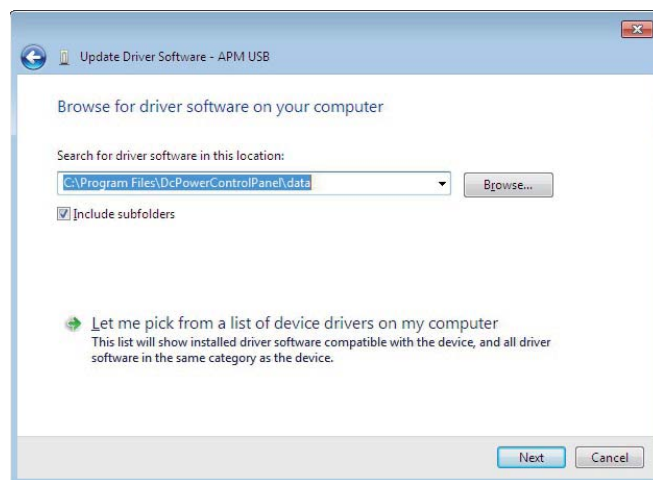 Update Driver Software - APM USB
Browse for driver software on your computer
Search for driver software in this location:
C:\Program Files\DcPowerControlPanel\data
Browse...
Include subfolders
Let me pick from a list of device drivers on my computer
This list will show installed driver software compatible with the device, and all driver
software in the same category as the device.
Next
Cancel